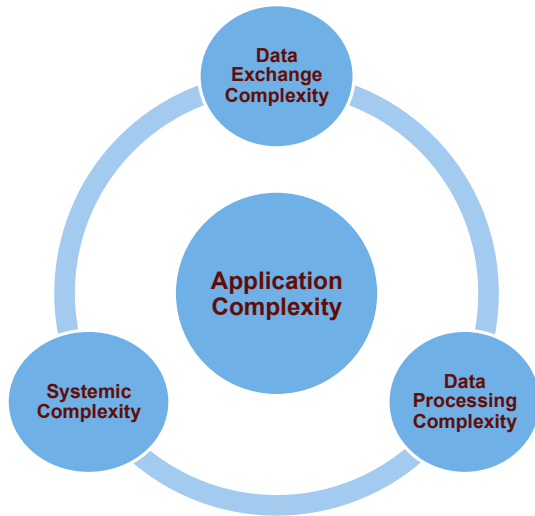 Data
Exchange
Complexity
Application
Complexity
Systemic
Complexity
Data
Processing
Complexity